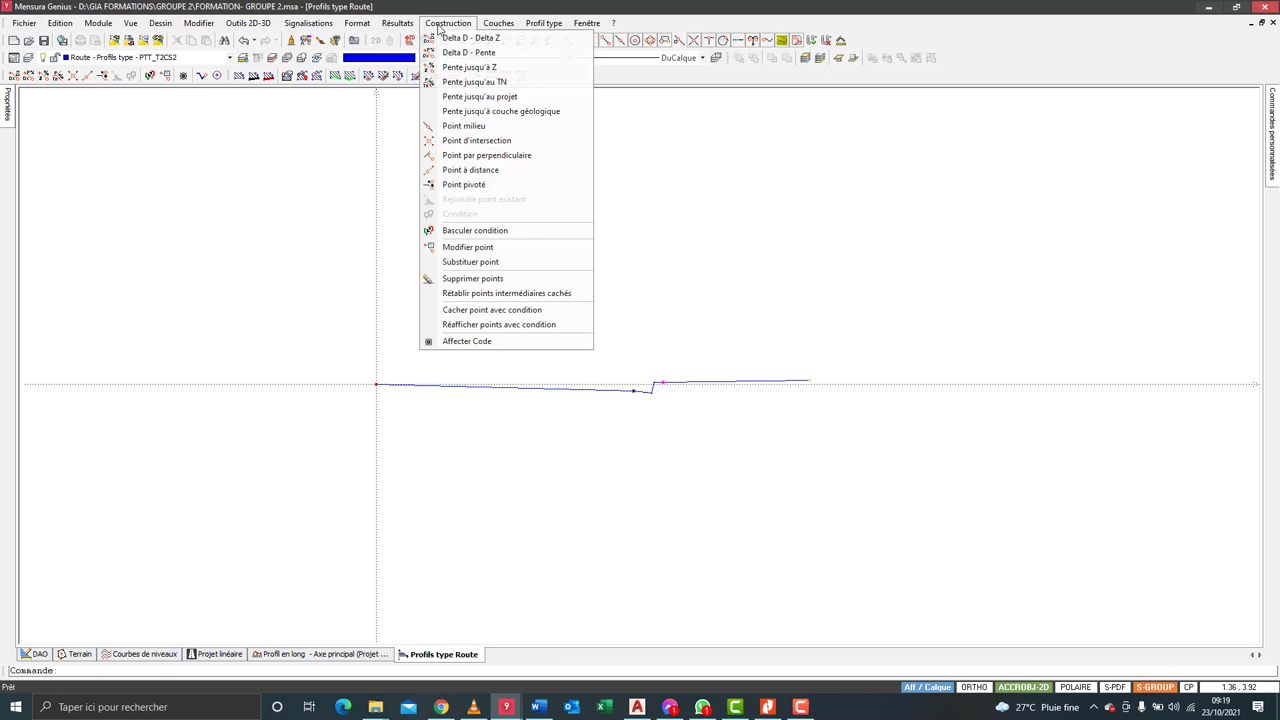 Mensura Genius - D:\GIA FORMATIONS\GROUPE 2\FORMATION- GROUPE 2.msa - [Profils type Route]
Fichier Edition Module Vue Dessin Modifier Outils 2D-3D Signalisations Format Résultats Construction Couches Profil type Fenêtre ?
Route - Profils type - PTT_T2CS2
DuCalque
Delta D - Delta Z
Delta D - Pente
Pente jusqu'à Z
Pente jusqu'au TN
Pente jusqu'au projet
Pente jusqu'à couche géologique
Point milieu
Point d'intersection
Point par perpendiculaire
Point à distance
Point pivoté
Rejoindre point existant
Condition
Basculer condition
Modifier point
Substituer point
Supprimer points
Rétablir points intermédiaires cachés
Cacher point avec condition
Réafficher points avec condition
Affecter Code
Propriétés
Commandes personnalisées
DAO Terrain Courbes de niveaux Projet linéaire Profil en long - Axe principal (Projet ... Profils type Route
Commande:
Prêt
Aff / Calque ORTHO ACCROBJ-2D POLAIRE S-PDF S-GROUP CP 1.36 3.92
Taper ici pour rechercher
27°C Fine pluie
09:19
23/10/2021